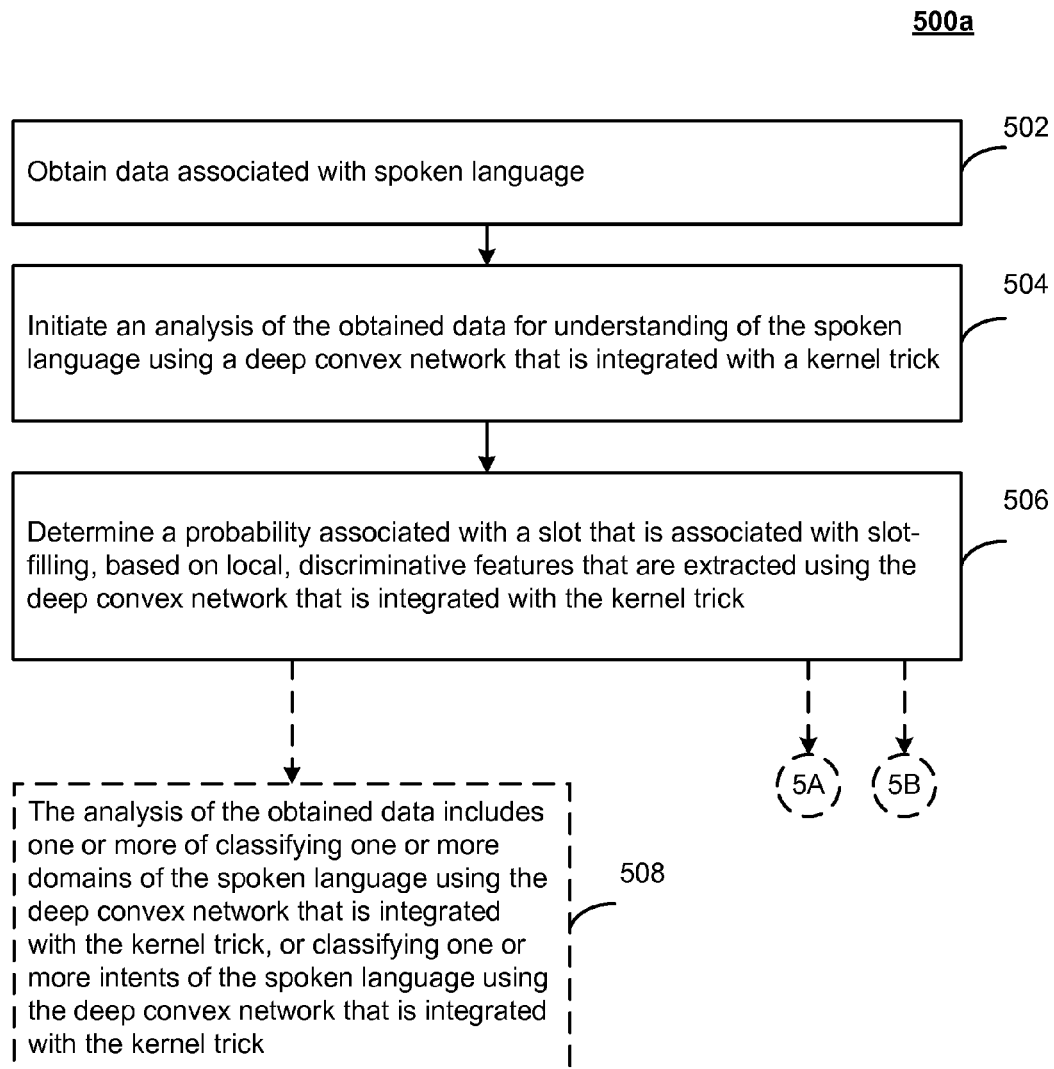 500a
502
Obtain data associated with spoken language
504
Initiate an analysis of the obtained data for understanding of the spoken
language using a deep convex network that is integrated with a kernel trick
506
Determine a probability associated with a slot that is associated with slot-
filling, based on local, discriminative features that are extracted using the
deep convex network that is integrated with the kernel trick
5A
5B
The analysis of the obtained data includes
one or more of classifying one or more
domains of the spoken language using the
deep convex network that is integrated
with the kernel trick, or classifying one or
more intents of the spoken language using
the deep convex network that is integrated
with the kernel trick
508